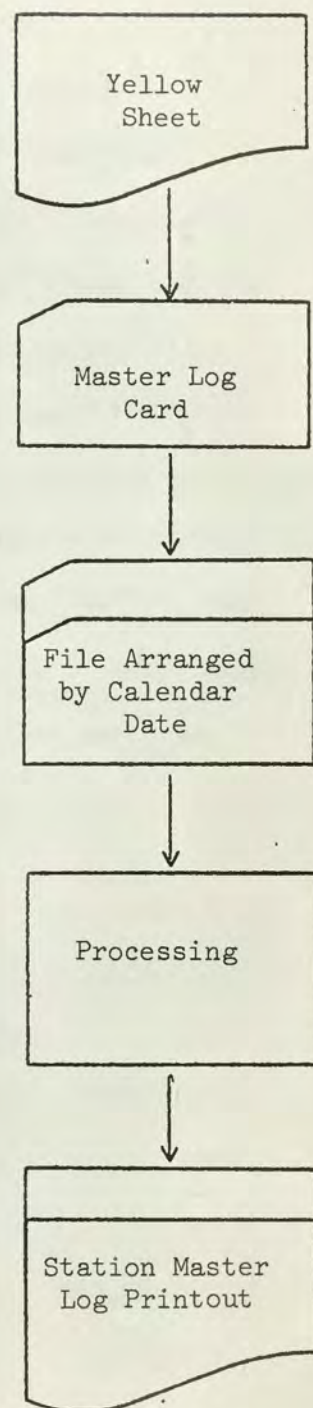 Yellow
Sheet
Master Log
Card
File Arranged
by Calendar
Date
Processing
Station Master
Log Printout